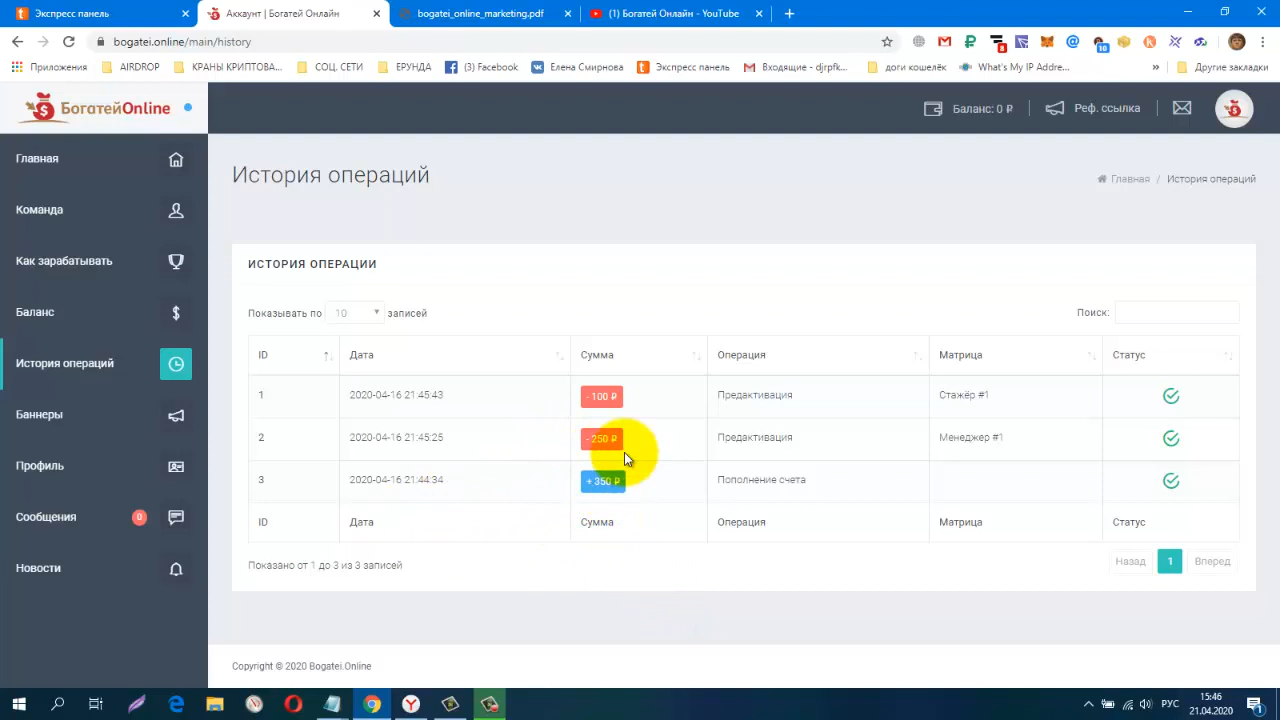 Экспресс панель
Аккаунт | Богатей Онлайн
bogatei_online_marketing.pdf
(1) Богатей Онлайн - YouTube
bogatei.online/main/history
8
10
Приложения
AIRDROP
КРАНЫ КРИПТОВА...
СОЦ. СЕТИ
ЕРУНДА
(3) Facebook
Елена Смирнова
Экспресс панель
Входящие - djrpfk...
доги кошелёк
What's My IP Addre...
»
Другие закладки
БогатейOnline
Баланс: 0 ₽
Реф. ссылка
Главная
Команда
Как зарабатывать
Баланс
История операций
Баннеры
Профиль
Сообщения 0
Новости
История операций
Главная / История операций
ИСТОРИЯ ОПЕРАЦИИ
Показывать по 10 записей
Поиск:
ID Дата Сумма Операция Матрица Статус
1 2020-04-16 21:45:43 - 100 ₽ Предактивация Стажёр #1
2 2020-04-16 21:45:25 - 250 ₽ Предактивация Менеджер #1
3 2020-04-16 21:44:34 + 350 ₽ Пополнение счета
ID Дата Сумма Операция Матрица Статус
Показано от 1 до 3 из 3 записей
Назад 1 Вперед
Copyright © 2020 Bogatei.Online
РУС
15:46
21.04.2020
1